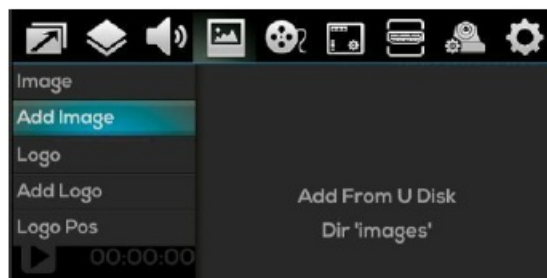 Image
Add Image
Logo
Add Logo
Logo Pos
00:00:00
Add From U Disk
Dir 'images'